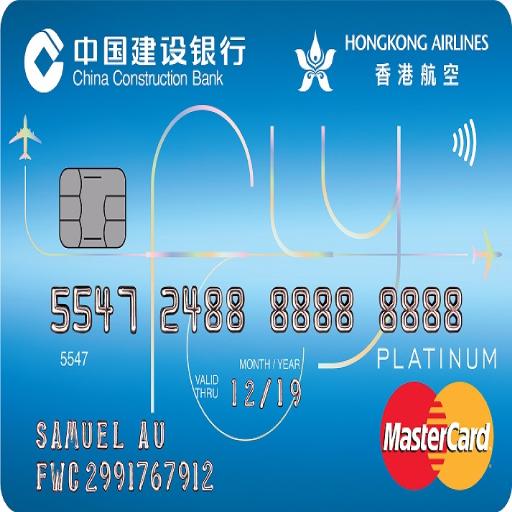 中国建设银行
China Construction Bank
HONGKONG AIRLINES
香港航空
fly
5547 2488 8888 8888
5547
MONTH / YEAR
VALID THRU 12/19
PLATINUM
SAMUEL AU
FWC2991767912
MasterCard